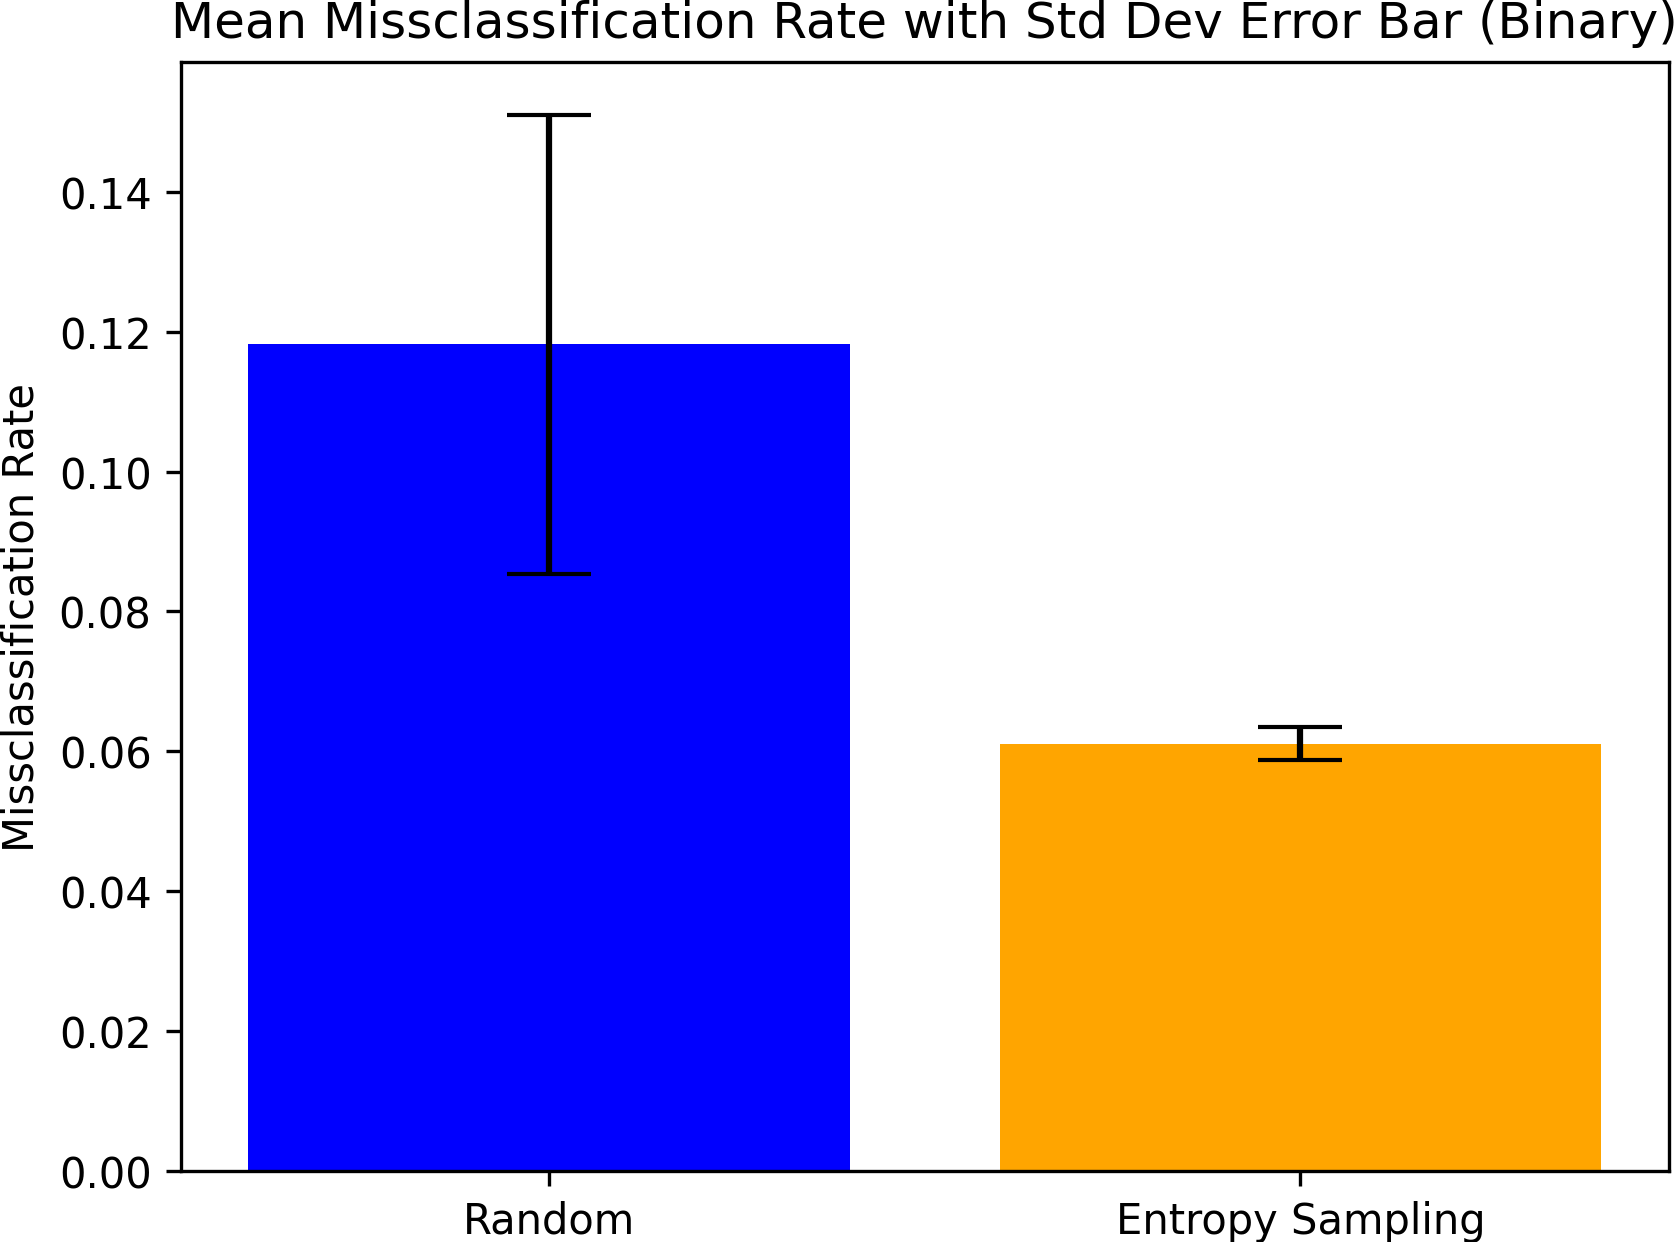 Mean Missclassification Rate with Std Dev Error Bar (Binary)
Missclassification Rate
0.14
0.12
0.10
0.08
0.06
0.04
0.02
0.00
Random
Entropy Sampling